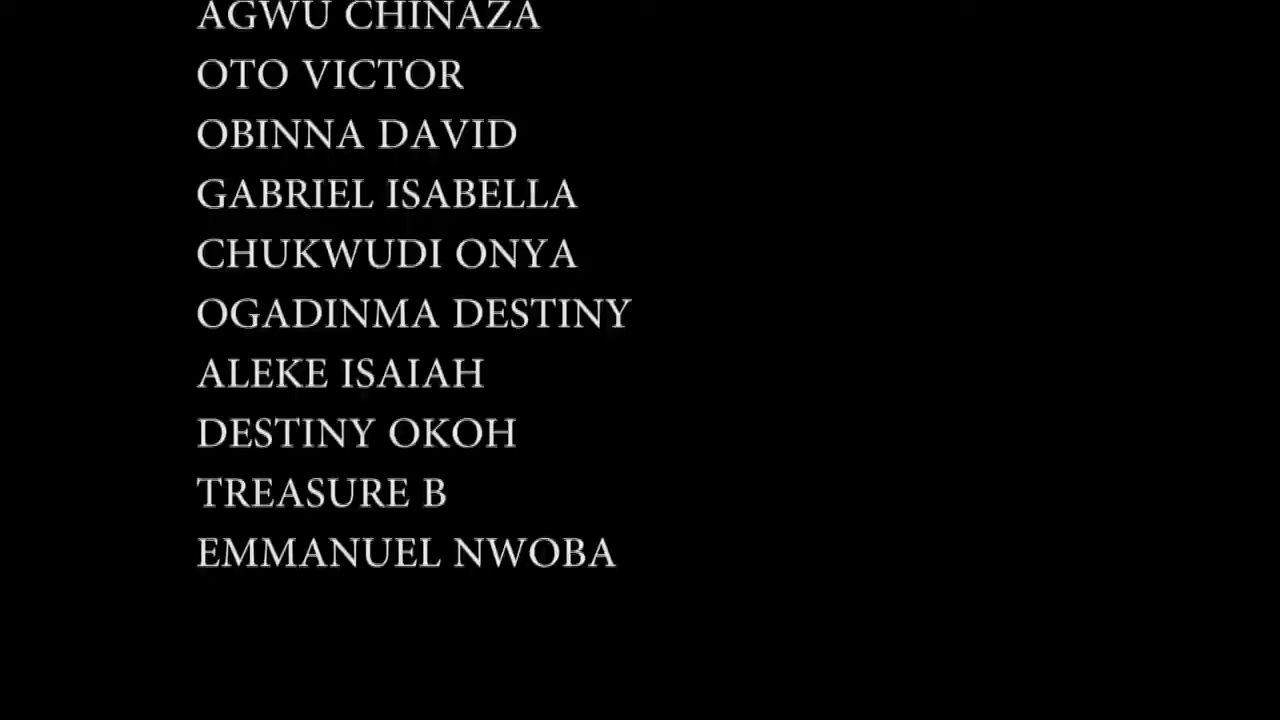 AGWU CHINAZA
OTO VICTOR
OBINNA DAVID
GABRIEL ISABELLA
CHUKWUDI ONYA
OGADINMA DESTINY
ALEKE ISAIAH
DESTINY OKOH
TREASURE B
EMMANUEL NWOBA